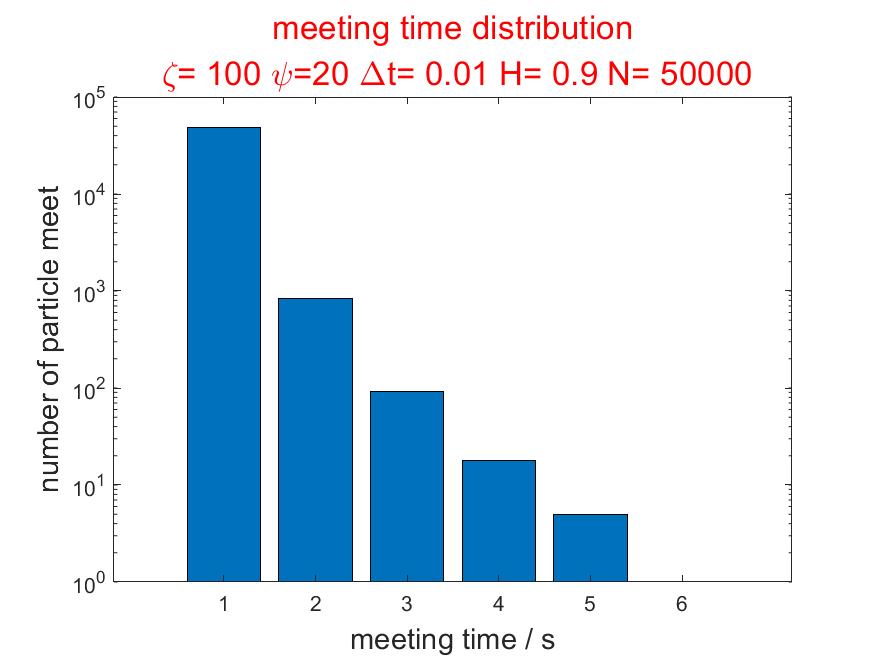 meeting time distribution
ζ= 100 ψ=20 Δt= 0.01 H= 0.9 N= 50000
number of particle meet
10^5
10^4
10^3
10^2
10^1
10^0
1 2 3 4 5 6
meeting time / s